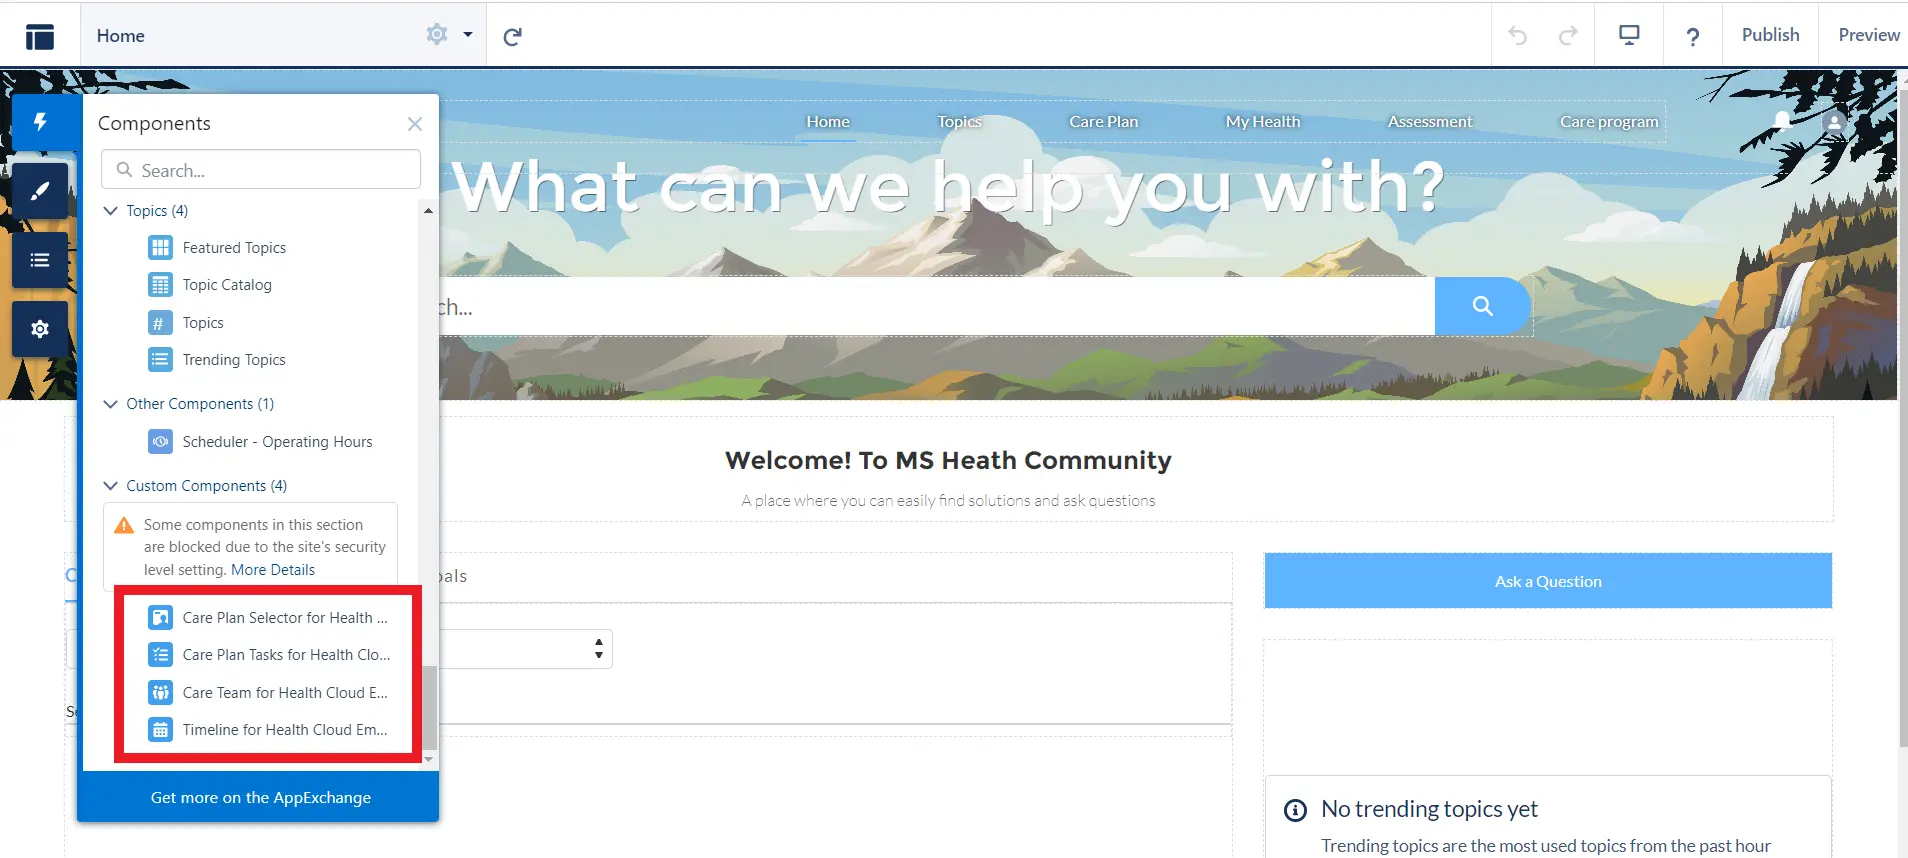 Home
?
Publish
Preview
Components
Search...
Topics (4)
Featured Topics
Topic Catalog
# Topics
Trending Topics
Other Components (1)
Scheduler - Operating Hours
Custom Components (4)
Some components in this section
are blocked due to the site's security
level setting. More Details
Care Plan Selector for Health ...
Care Plan Tasks for Health Clo...
Care Team for Health Cloud E...
Timeline for Health Cloud Em...
Get more on the AppExchange
Home
Topics
Care Plan
My Health
Assessment
Care program
What can we help you with?
ch...
Welcome! To MS Heath Community
A place where you can easily find solutions and ask questions
C
oals
Se
Ask a Question
No trending topics yet
Trending topics are the most used topics from the past hour